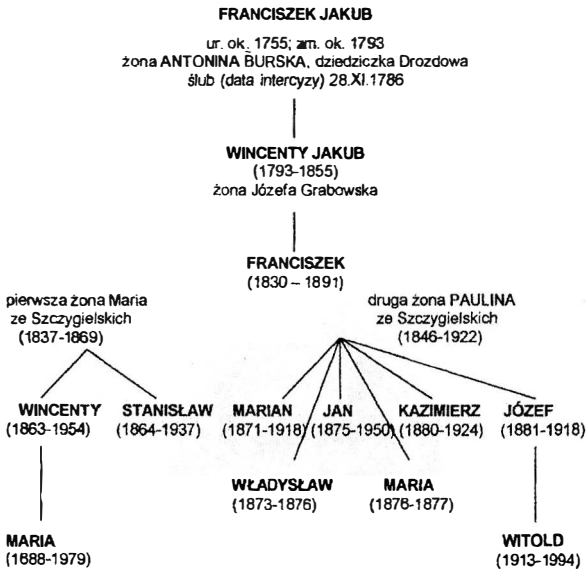 FRANCISZEK JAKUB
ur. ok. 1755; zm. ok. 1793
żona ANTONINA BURSKA, dziedziczka Drozdowa
ślub (data intercyzy) 28.XI.1786
WINCENTY JAKUB
(1793-1855)
żona Józefa Grabowska
FRANCISZEK
(1830 – 1891)
pierwsza żona Maria
ze Szczygielskich
(1837-1869)
druga żona PAULINA
ze Szczygielskich
(1846-1922)
WINCENTY
(1863-1954)
STANISŁAW
(1864-1937)
MARIAN
(1871-1918)
JAN
(1875-1950)
KAZIMIERZ
(1880-1924)
JÓZEF
(1881-1918)
WŁADYSŁAW
(1873-1876)
MARIA
(1876-1877)
MARIA
(1688-1979)
WITOLD
(1913-1994)